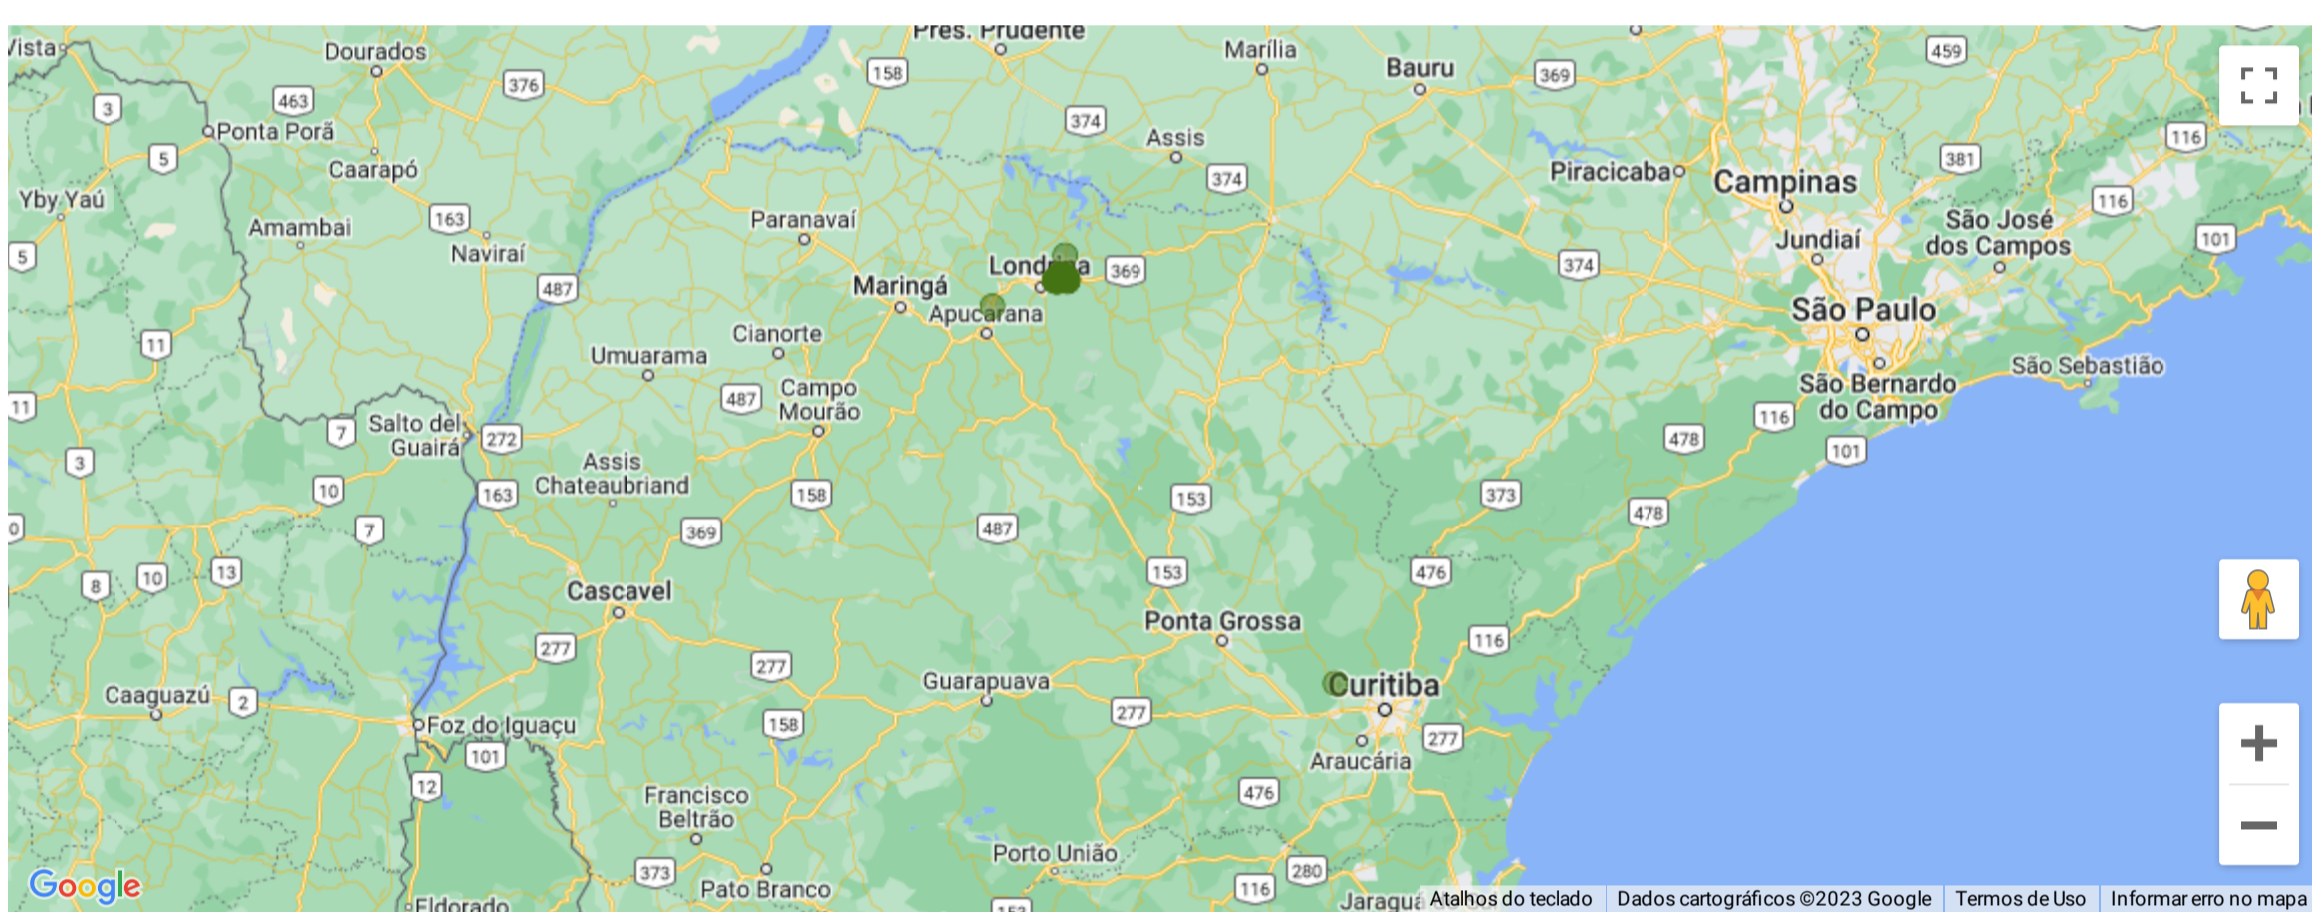 Pres. Prudente
Vista
Dourados
Marília
Bauru
459
158
369
376
463
3
374
116
Ponta Porã
Assis
5
381
Caarapó
Piracicaba
374
Campinas
Yby Yaú
116
Amambai
163
Paranavaí
São José
dos Campos
Naviraí
Jundiaí
101
5
Londrina
369
374
487
Maringá
São Paulo
Apucarana
Cianorte
11
Umuarama
São Sebastião
São Bernardo
do Campo
Campo
Mourão
487
11
116
Salto del
Guairá
7
272
478
101
3
Assis
Chateaubriand
10
163
158
153
373
478
0
7
369
487
8
10
13
153
476
Cascavel
Ponta Grossa
116
277
277
Guarapuava
Curitiba
Caaguazú
2
277
158
Foz do Iguaçu
277
101
Araucária
12
476
Francisco
Beltrão
Porto União
373
280
116
Pato Branco
Google
Jaraguá
Eldorado
153
Atalhos do teclado
Dados cartográficos ©2023 Google
Termos de Uso
Informar erro no mapa